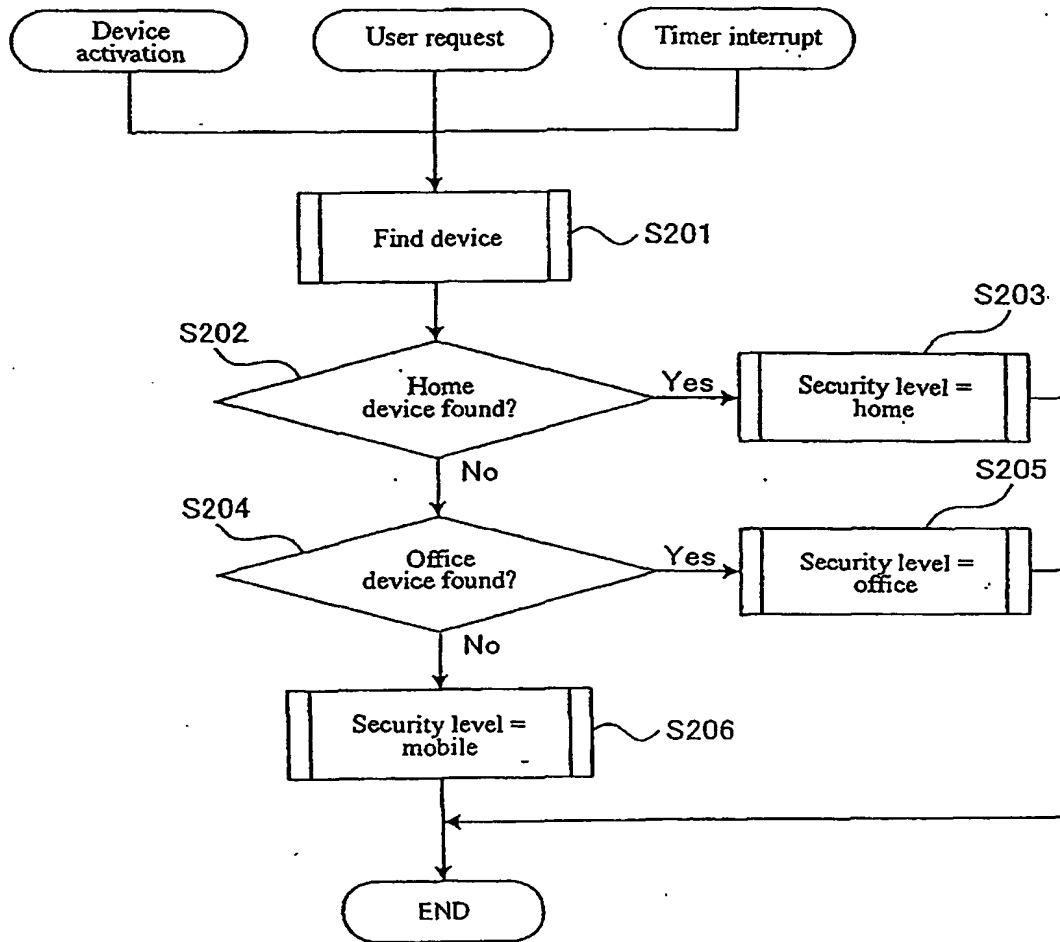 Device
activation
User request
Timer interrupt
Find device
S201
S202
Home
device found?
Yes
S203
Security level =
home
No
S204
Office
device found?
Yes
S205
Security level =
office
No
Security level =
mobile
S206
END